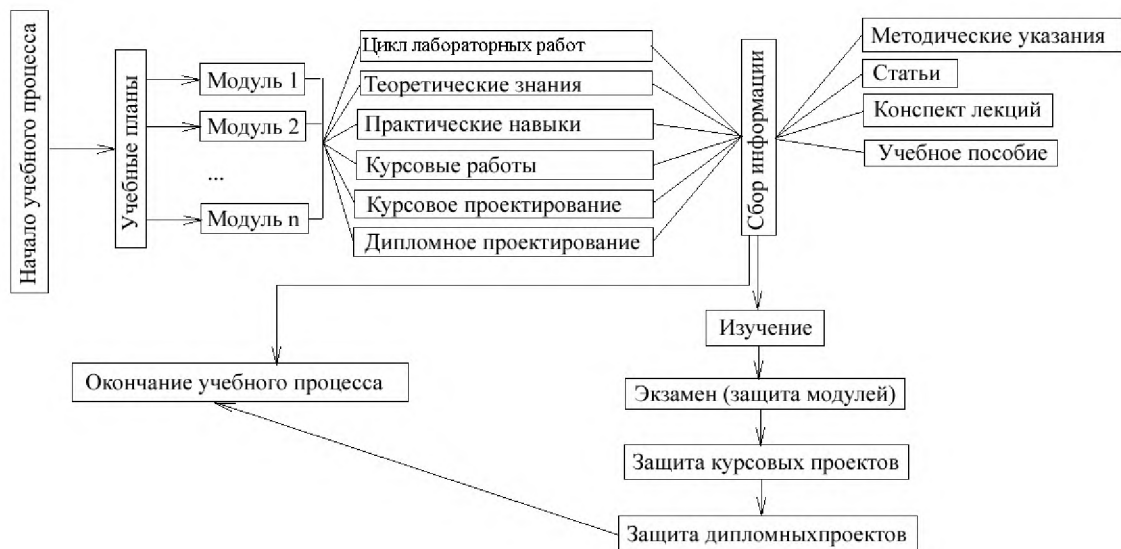 Начало учебного процесса
Учебные планы
Модуль 1
Модуль 2
...
Модуль n
Цикл лабораторных работ
Теоретические знания
Практические навыки
Курсовые работы
Курсовое проектирование
Дипломное проектирование
Сбор информации
Методические указания
Статьи
Конспект лекций
Учебное пособие
Изучение
Экзамен (защита модулей)
Защита курсовых проектов
Защита дипломныхпроектов
Окончание учебного процесса